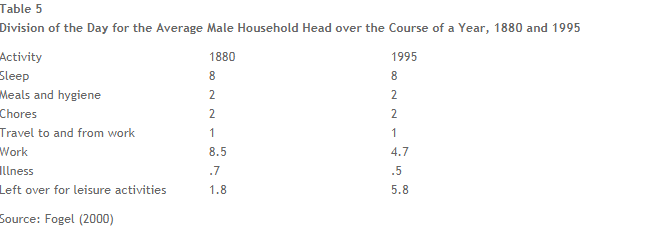 Table 5
Division of the Day for the Average Male Household Head over the Course of a Year, 1880 and 1995
Activity 1880 1995
Sleep 8 8
Meals and hygiene 2 2
Chores 2 2
Travel to and from work 1 1
Work 8.5 4.7
Illness .7 .5
Left over for leisure activities 1.8 5.8
Source: Fogel (2000)